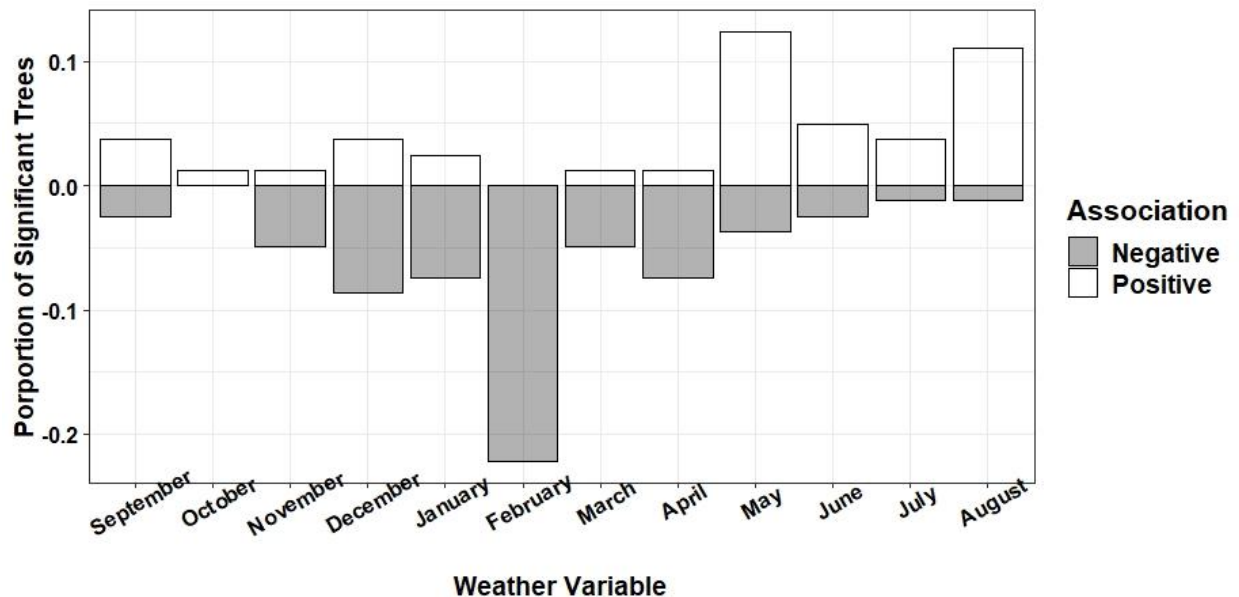 Porportion of Significant Trees
0.1
0.0
-0.1
-0.2
September October November December January February March April May June July August
Weather Variable
Association
Negative
Positive